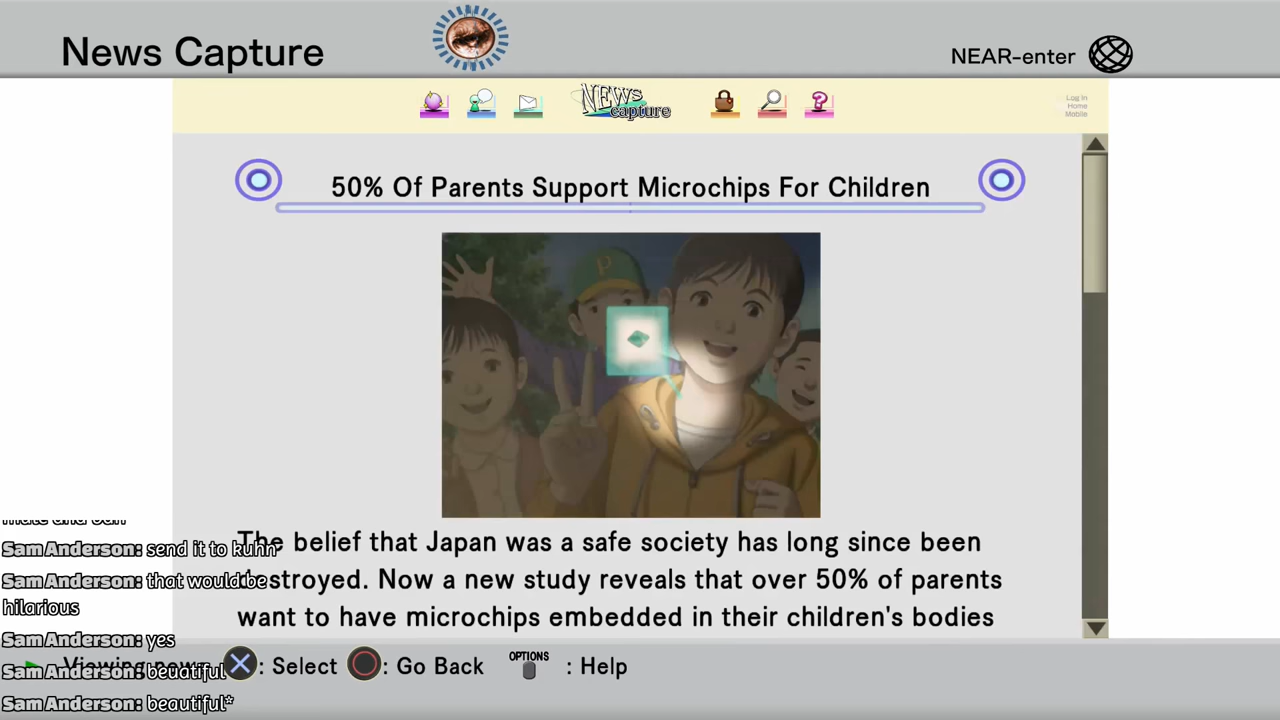 News Capture
NEAR-enter
NEWS
capture
Log In
Home
Mobile
50% Of Parents Support Microchips For Children
P
The belief that Japan was a safe society has long since been
destroyed. Now a new study reveals that over 50% of parents
want to have microchips embedded in their children's bodies
Sam Anderson: send it to kuhn
Sam Anderson: that would be
hilarious
Sam Anderson: yes
Sam Anderson: beuatiful
Sam Anderson: beautiful*
Viewing
: Select
: Go Back
OPTIONS
: Help